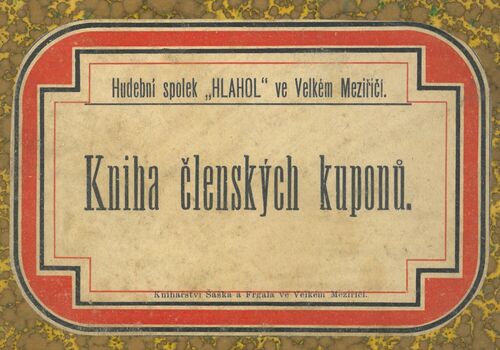 Hudební spolek „HLAHOL“ ve Velkém Meziříčí.
Kniha členských kuponů.
Knihařství Šaška a Frgala ve Velkém Meziříčí.